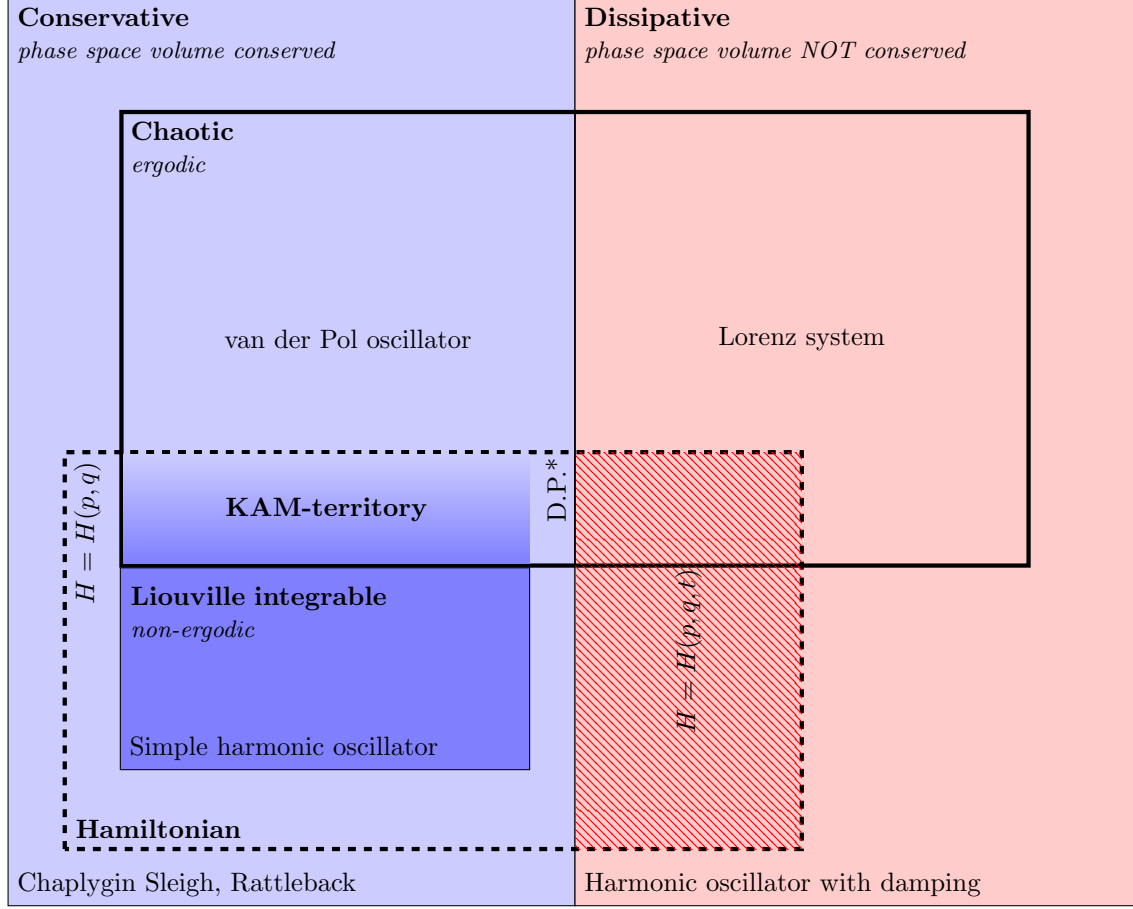 Conservative
phase space volume conserved
Dissipative
phase space volume NOT conserved
Chaotic
ergodic
van der Pol oscillator
Lorenz system
H = H(p, q)
KAM-territory
D.P.*
Liouville integrable
non-ergodic
H = H(p, q, t)
Simple harmonic oscillator
Hamiltonian
Chaplygin Sleigh, Rattleback
Harmonic oscillator with damping